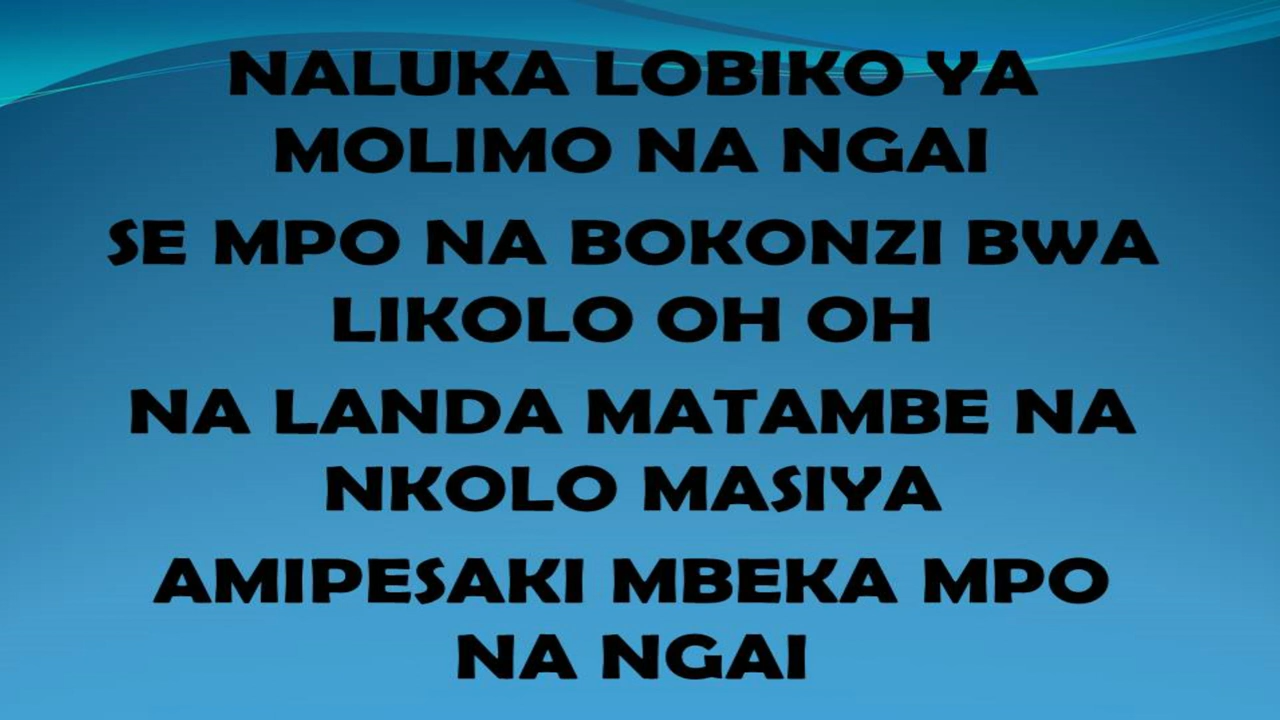 NALUKA LOBIKO YA
MOLIMO NA NGAI
SE MPO NA BOKONZI BWA
LIKOLO OH OH
NA LANDA MATAMBE NA
NKOLO MASIYA
AMIPESAKI MBEKA MPO
NA NGAI